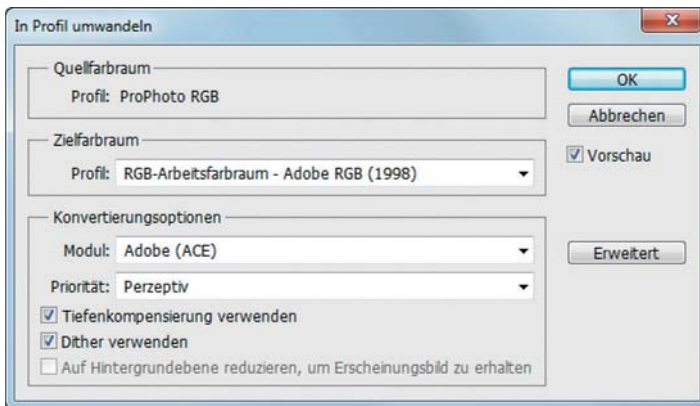 In Profil umwandeln
Quellfarbraum
Profil: ProPhoto RGB
OK
Abbrechen
Zielfarbraum
Profil: RGB-Arbeitsfarbraum - Adobe RGB (1998)
Vorschau
Konvertierungsoptionen
Modul: Adobe (ACE)
Erweitert
Priorität: Perzeptiv
Tiefenkompensierung verwenden
Dither verwenden
Auf Hintergrundebene reduzieren, um Erscheinungsbild zu erhalten